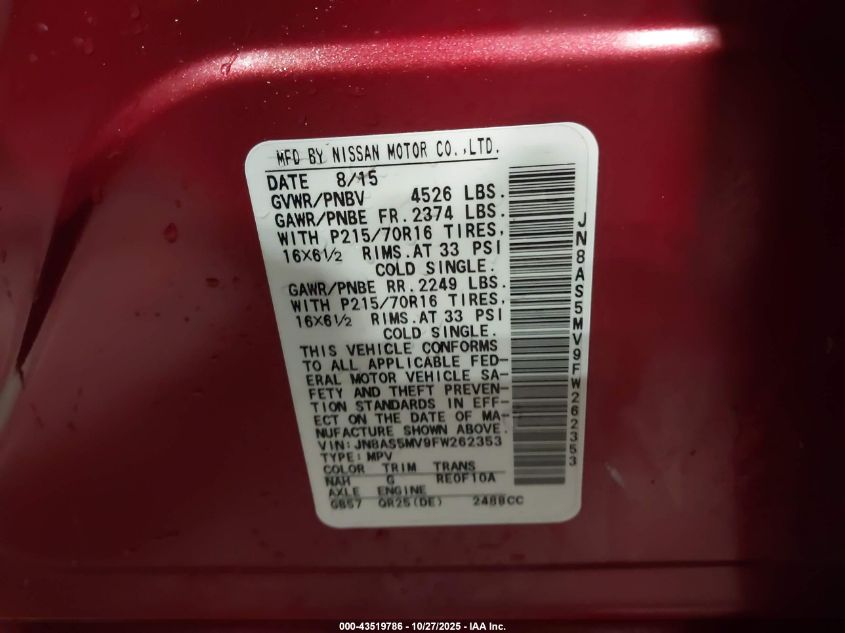 MFD BY NISSAN MOTOR CO.,LTD.
DATE 8/15
GVWR/PNBV 4526 LBS.
GAWR/PNBE FR.2374 LBS.
WITH P215/70R16 TIRES,
16X6½ RIMS.AT 33 PSI
COLD SINGLE.
GAWR/PNBE RR.2249 LBS.
WITH P215/70R16 TIRES,
16X6½ RIMS.AT 33 PSI
COLD SINGLE.
THIS VEHICLE CONFORMS
TO ALL APPLICABLE FED-
ERAL MOTOR VEHICLE SA-
FETY AND THEFT PREVEN-
TION STANDARDS IN EFF-
ECT ON THE DATE OF MA-
NUFACTURE SHOWN ABOVE.
VIN:JN8AS5MV9FW262353
TYPE:MPV
COLOR TRIM TRANS
NAH G RE0F10A
AXLE ENGINE
GB57 QR25(DE) 2488CC
JN8AS5MV9FW262353
000-43519786 - 10/27/2025 - IAA Inc.